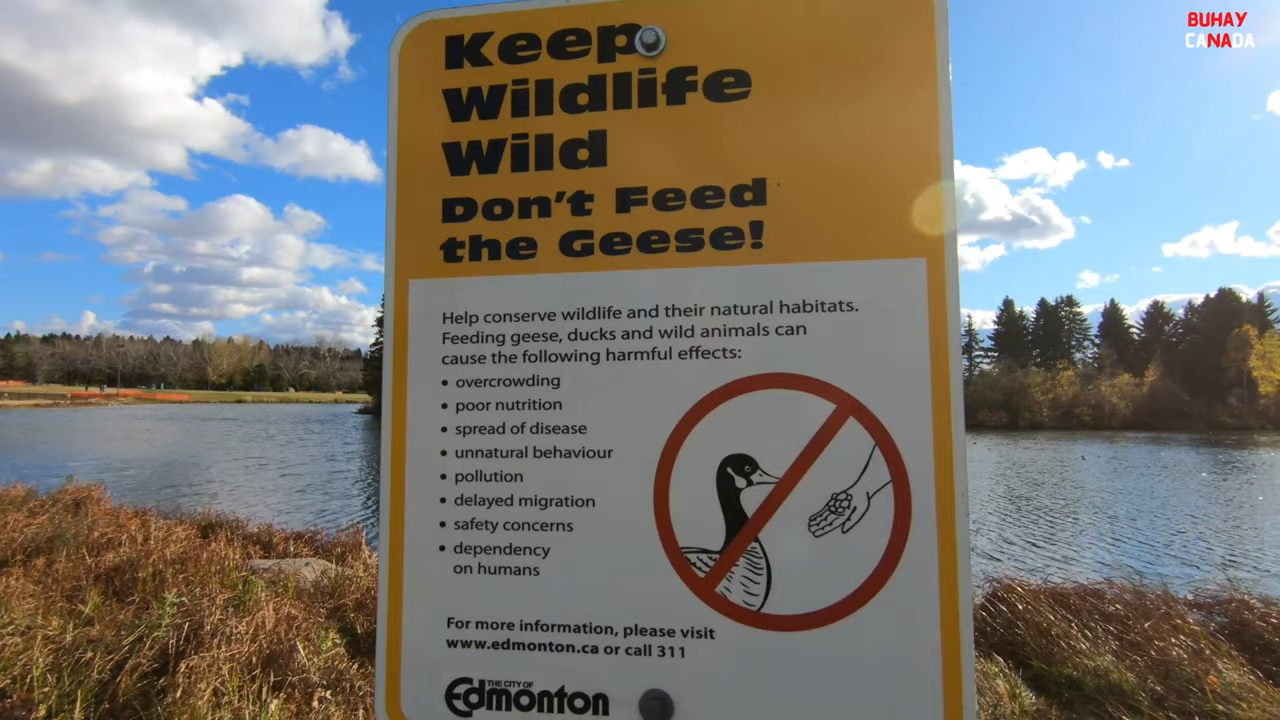 BUHAY
CANADA
Keep
Wildlife
Wild
Don't Feed
the Geese!
Help conserve wildlife and their natural habitats.
Feeding geese, ducks and wild animals can
cause the following harmful effects:
• overcrowding
• poor nutrition
• spread of disease
• unnatural behaviour
• pollution
• delayed migration
• safety concerns
• dependency
on humans
For more information, please visit
www.edmonton.ca or call 311
THE CITY OF
Edmonton